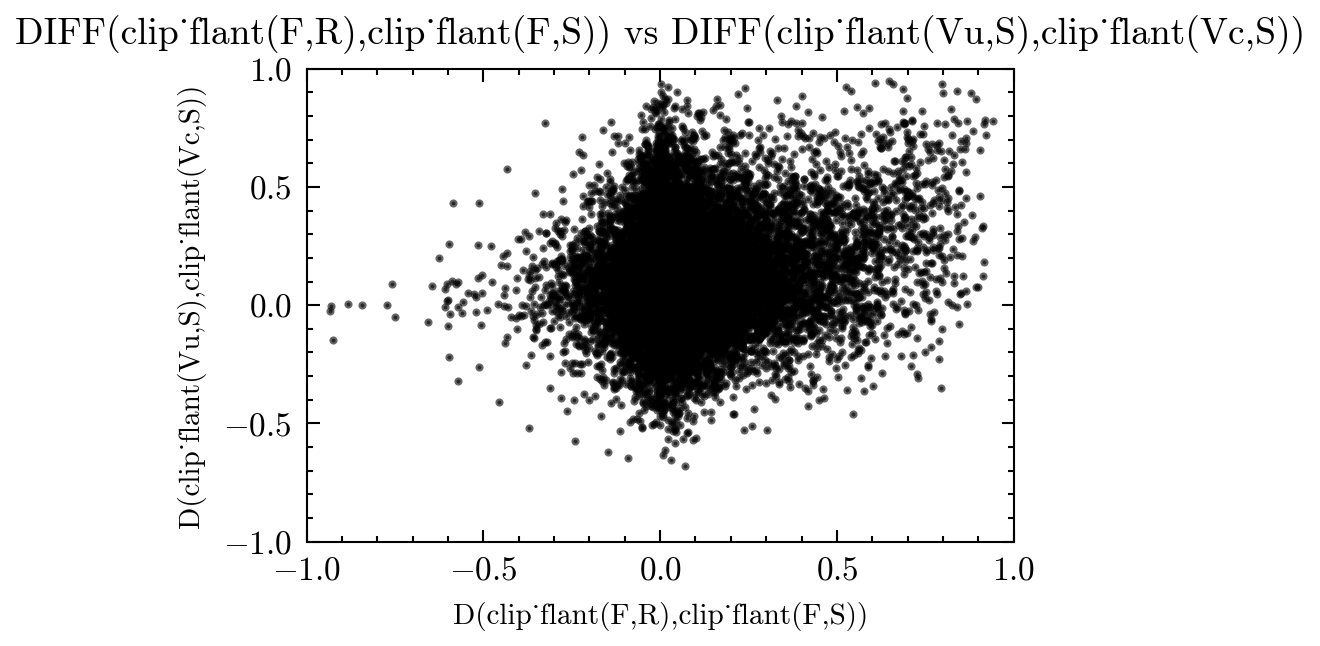 DIFF(clip˙flant(F,R),clip˙flant(F,S)) vs DIFF(clip˙flant(Vu,S),clip˙flant(Vc,S))
D(clip˙flant(Vu,S),clip˙flant(Vc,S))
1.0
0.5
0.0
−0.5
−1.0
−1.0 −0.5 0.0 0.5 1.0
D(clip˙flant(F,R),clip˙flant(F,S))